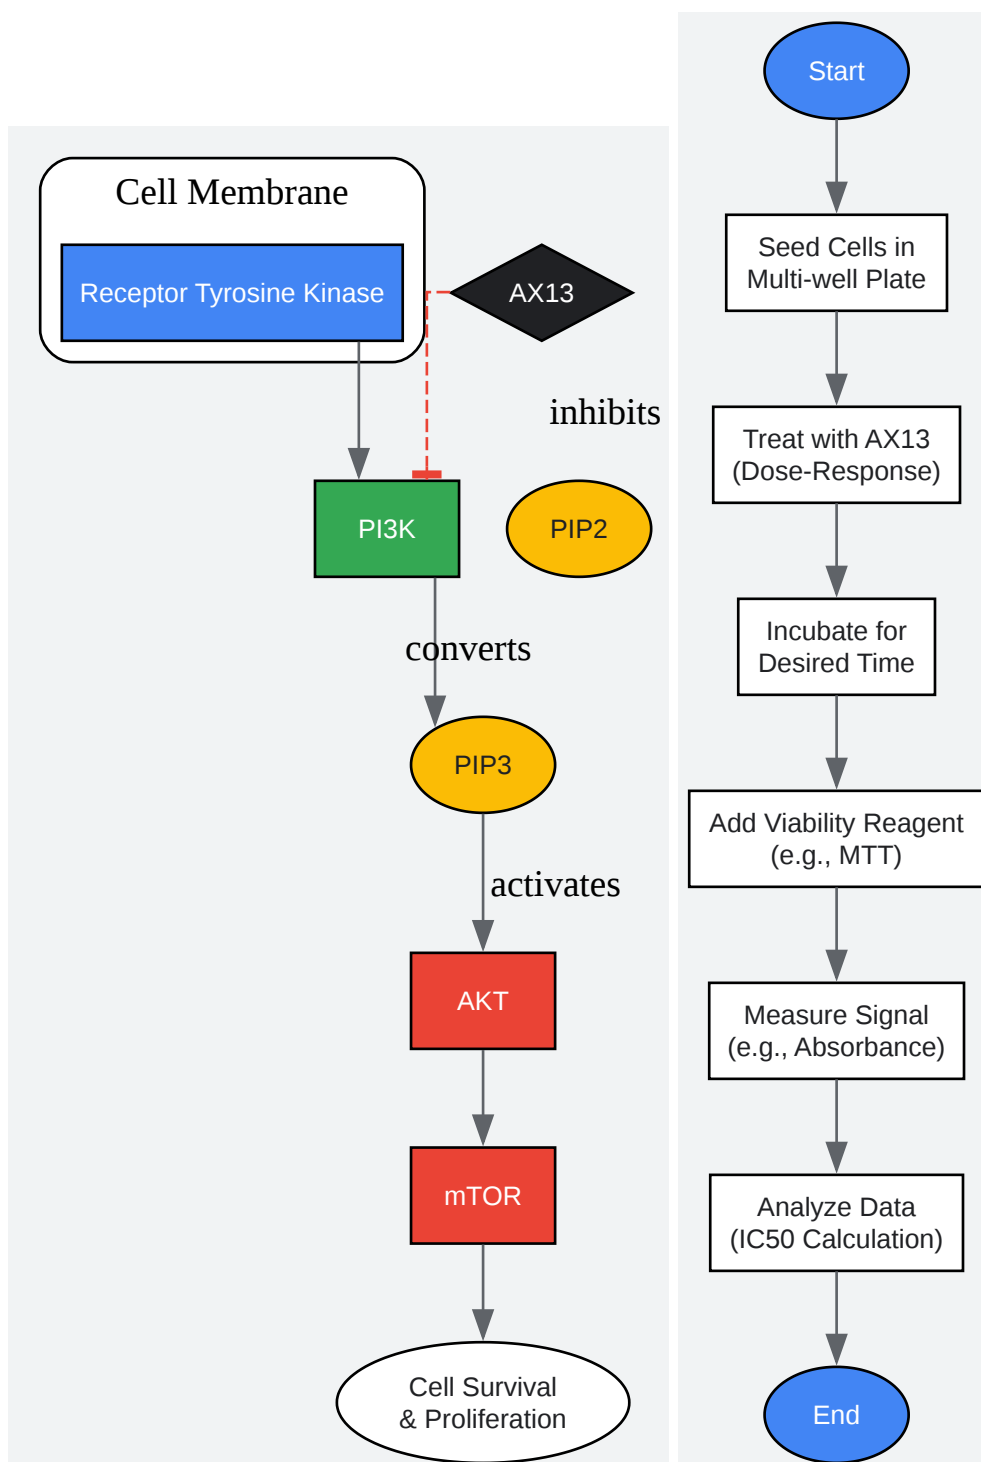 Cell Membrane
Receptor Tyrosine Kinase
AX13
inhibits
PI3K
PIP2
converts
PIP3
activates
AKT
mTOR
Cell Survival
& Proliferation
Start
Seed Cells in
Multi-well Plate
Treat with AX13
(Dose-Response)
Incubate for
Desired Time
Add Viability Reagent
(e.g., MTT)
Measure Signal
(e.g., Absorbance)
Analyze Data
(IC50 Calculation)
End